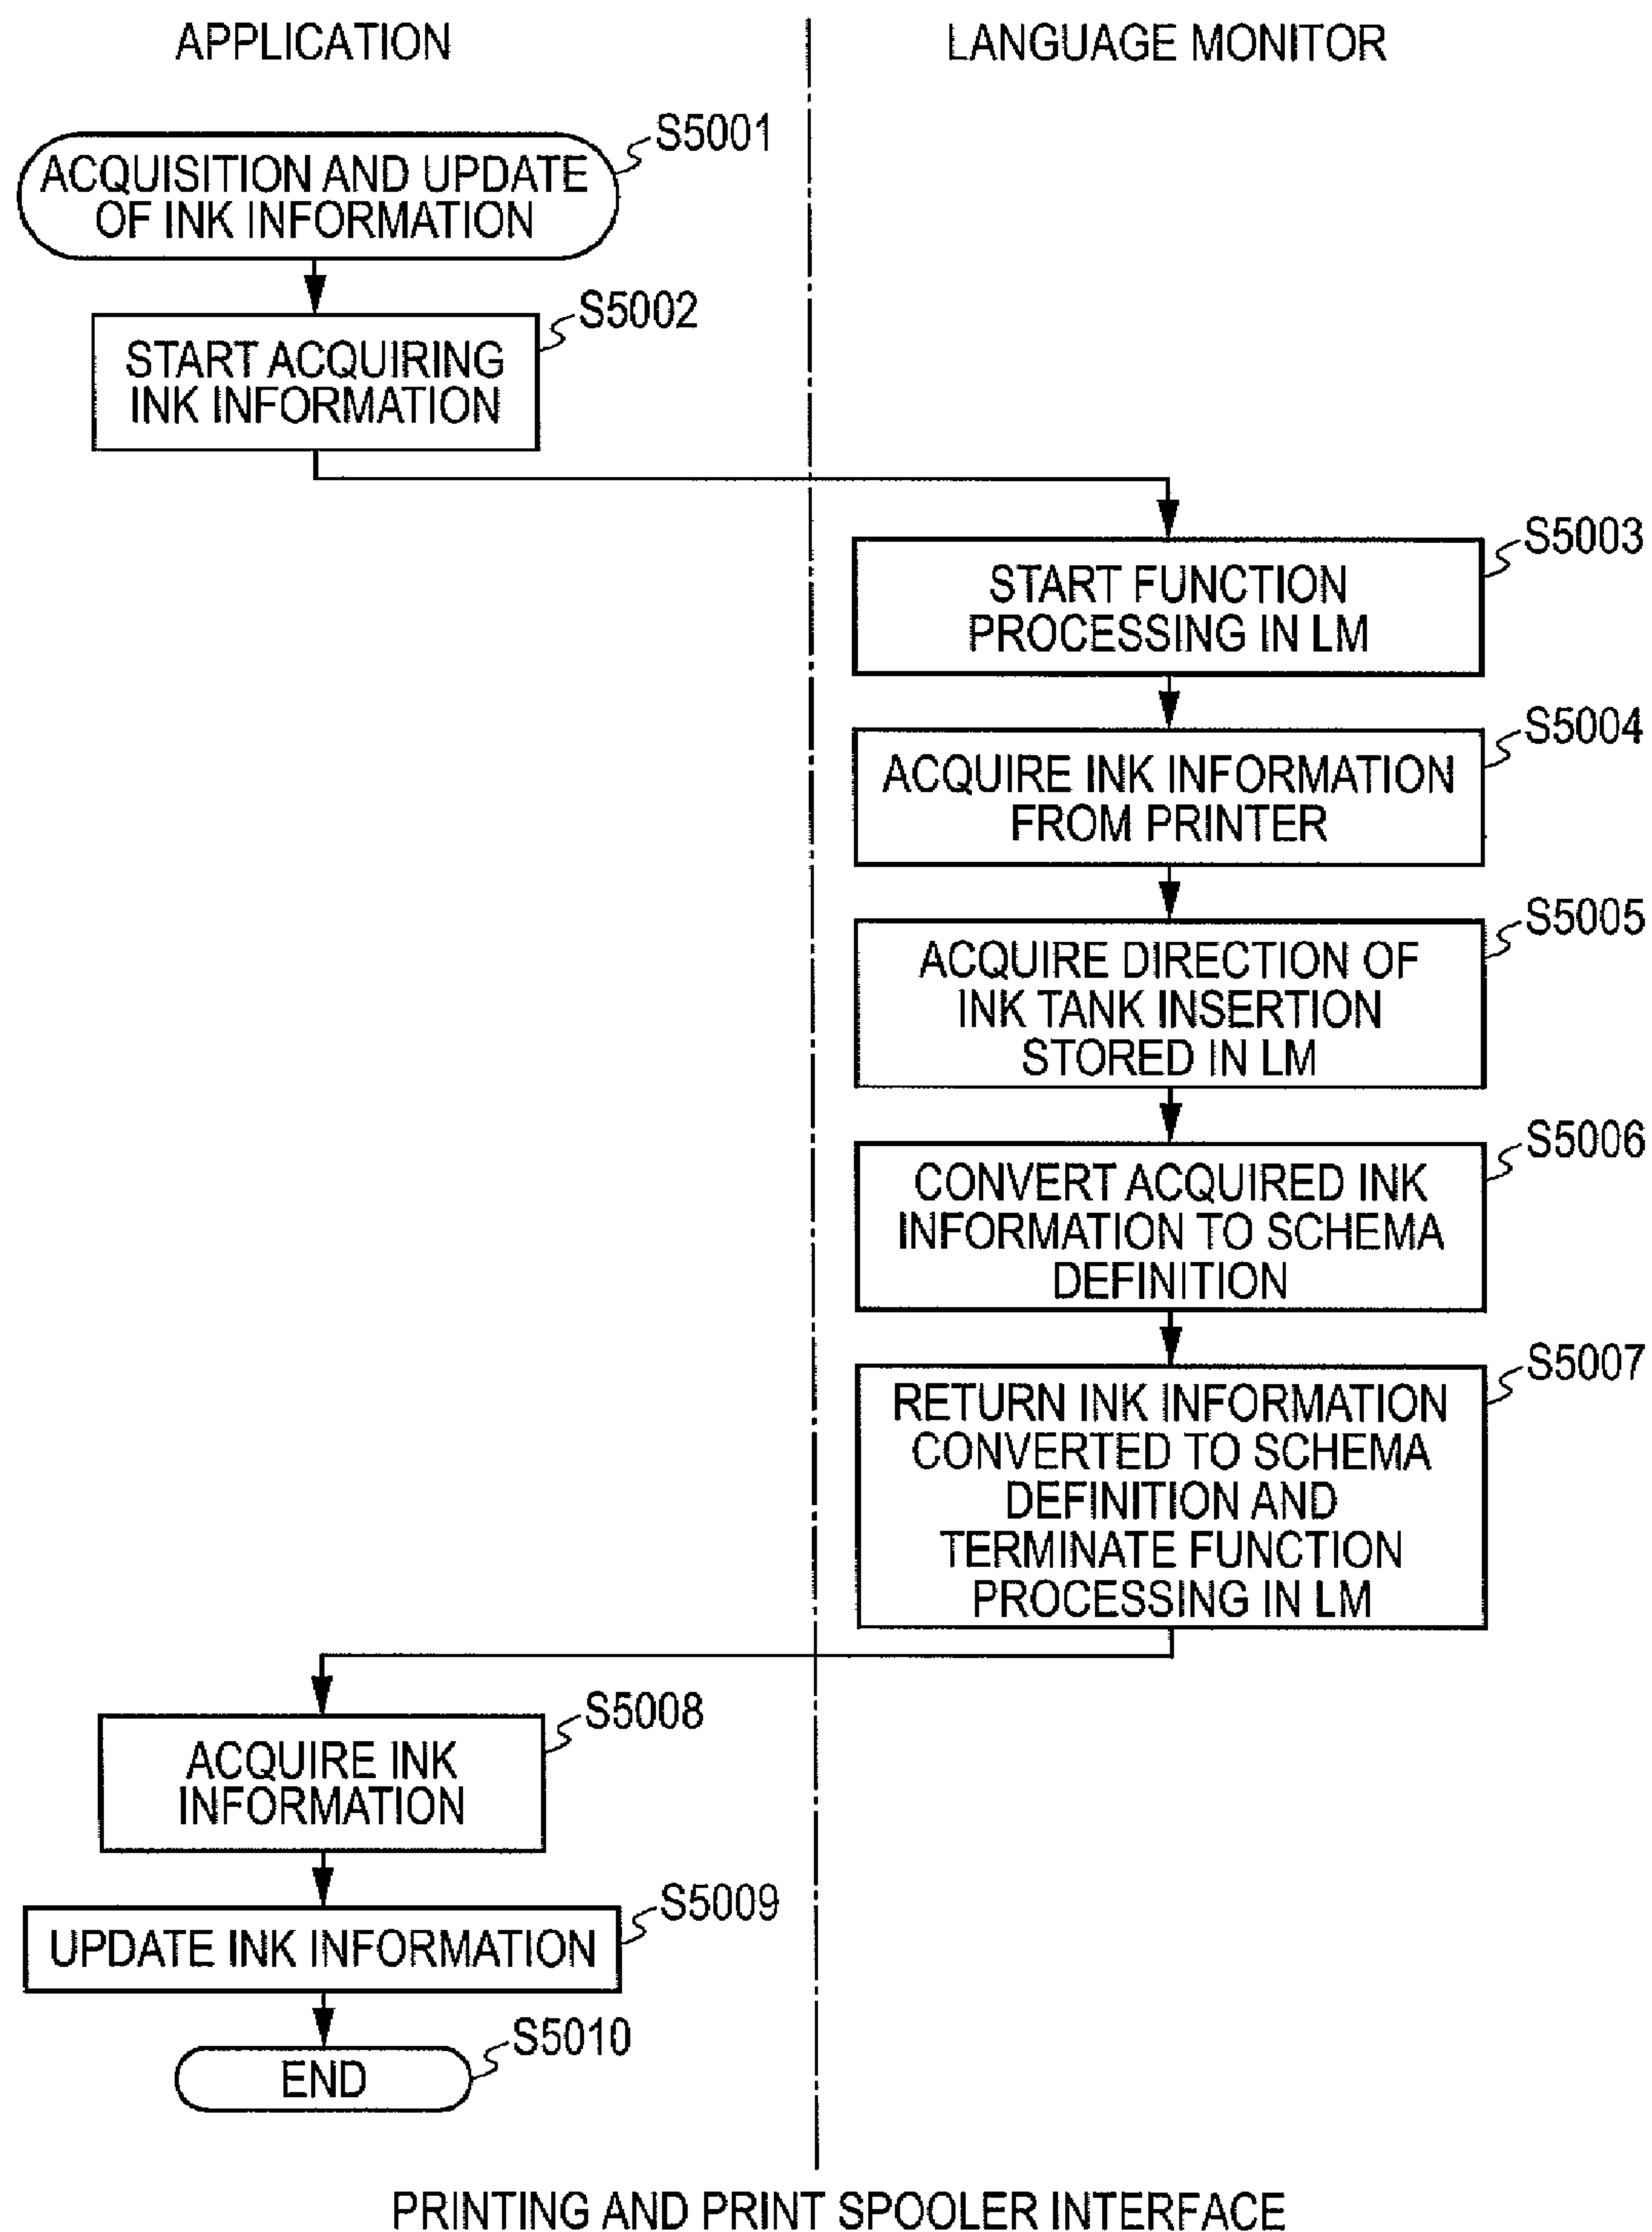 APPLICATION
LANGUAGE MONITOR
S5001
ACQUISITION AND UPDATE
OF INK INFORMATION
S5002
START ACQUIRING
INK INFORMATION
S5003
START FUNCTION
PROCESSING IN LM
S5004
ACQUIRE INK INFORMATION
FROM PRINTER
S5005
ACQUIRE DIRECTION OF
INK TANK INSERTION
STORED IN LM
S5006
CONVERT ACQUIRED INK
INFORMATION TO SCHEMA
DEFINITION
S5007
RETURN INK INFORMATION
CONVERTED TO SCHEMA
DEFINITION AND
TERMINATE FUNCTION
PROCESSING IN LM
S5008
ACQUIRE INK
INFORMATION
S5009
UPDATE INK INFORMATION
S5010
END
PRINTING AND PRINT SPOOLER INTERFACE